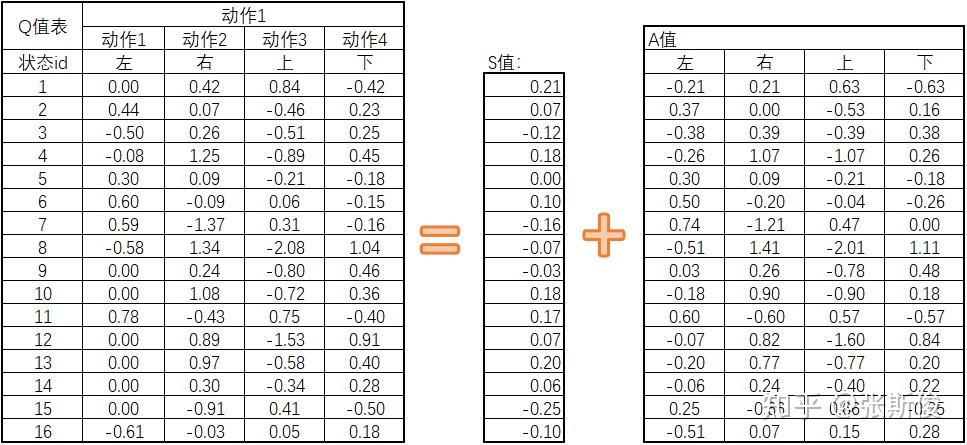 Q值表 动作1
动作1 动作2 动作3 动作4 A值
状态id 左 右 上 下 S值: 左 右 上 下
1 0.00 0.42 0.84 -0.42 0.21 -0.21 0.21 0.63 -0.63
2 0.44 0.07 -0.46 0.23 0.07 0.37 0.00 -0.53 0.16
3 -0.50 0.26 -0.51 0.25 -0.12 -0.38 0.39 -0.39 0.38
4 -0.08 1.25 -0.89 0.45 0.18 -0.26 1.07 -1.07 0.26
5 0.30 0.09 -0.21 -0.18 0.00 0.30 0.09 -0.21 -0.18
6 0.60 -0.09 0.06 -0.15 0.10 0.50 -0.20 -0.04 -0.26
7 0.59 -1.37 0.31 -0.16 = -0.16 + 0.74 -1.21 0.47 0.00
8 -0.58 1.34 -2.08 1.04 -0.07 -0.51 1.41 -2.01 1.11
9 0.00 0.24 -0.80 0.46 -0.03 0.03 0.26 -0.78 0.48
10 0.00 1.08 -0.72 0.36 0.18 -0.18 0.90 -0.90 0.18
11 0.78 -0.43 0.75 -0.40 0.17 0.60 -0.60 0.57 -0.57
12 0.00 0.89 -1.53 0.91 0.07 -0.07 0.82 -1.60 0.84
13 0.00 0.97 -0.58 0.40 0.20 -0.20 0.77 -0.77 0.20
14 0.00 0.30 -0.34 0.28 0.06 -0.06 0.24 -0.40 0.22
15 0.00 -0.91 0.41 -0.50 -0.25 0.25 -0.66 0.66 -0.25
16 -0.61 -0.03 0.05 0.18 -0.10 -0.51 0.07 0.15 0.28
知乎 @张斯俊